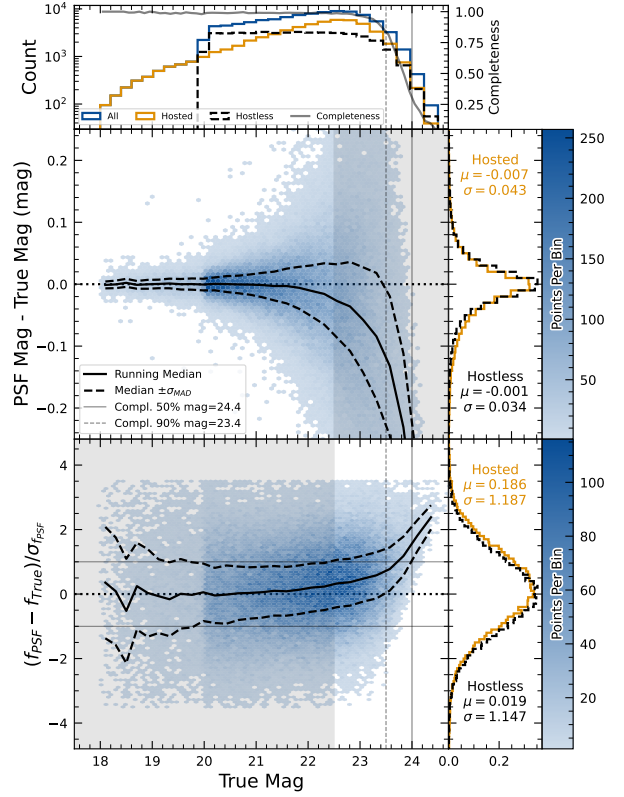 10⁴
10³
10²
Count
1.00
0.75
0.50
0.25
Completeness
All
Hosted
Hostless
Completeness
0.2
0.1
0.0
−0.1
−0.2
PSF Mag - True Mag (mag)
Running Median
Median ±σ_MAD
Compl. 50% mag=24.4
Compl. 90% mag=23.4
Hosted
μ = -0.007
σ = 0.043
Hostless
μ = -0.001
σ = 0.034
250
200
150
100
50
Points Per Bin
4
2
0
−2
−4
(f_PSF − f_True)/σ_fPSF
Hosted
μ = 0.186
σ = 1.187
Hostless
μ = 0.019
σ = 1.147
100
80
60
40
20
Points Per Bin
18 19 20 21 22 23 24
0.0 0.2
True Mag